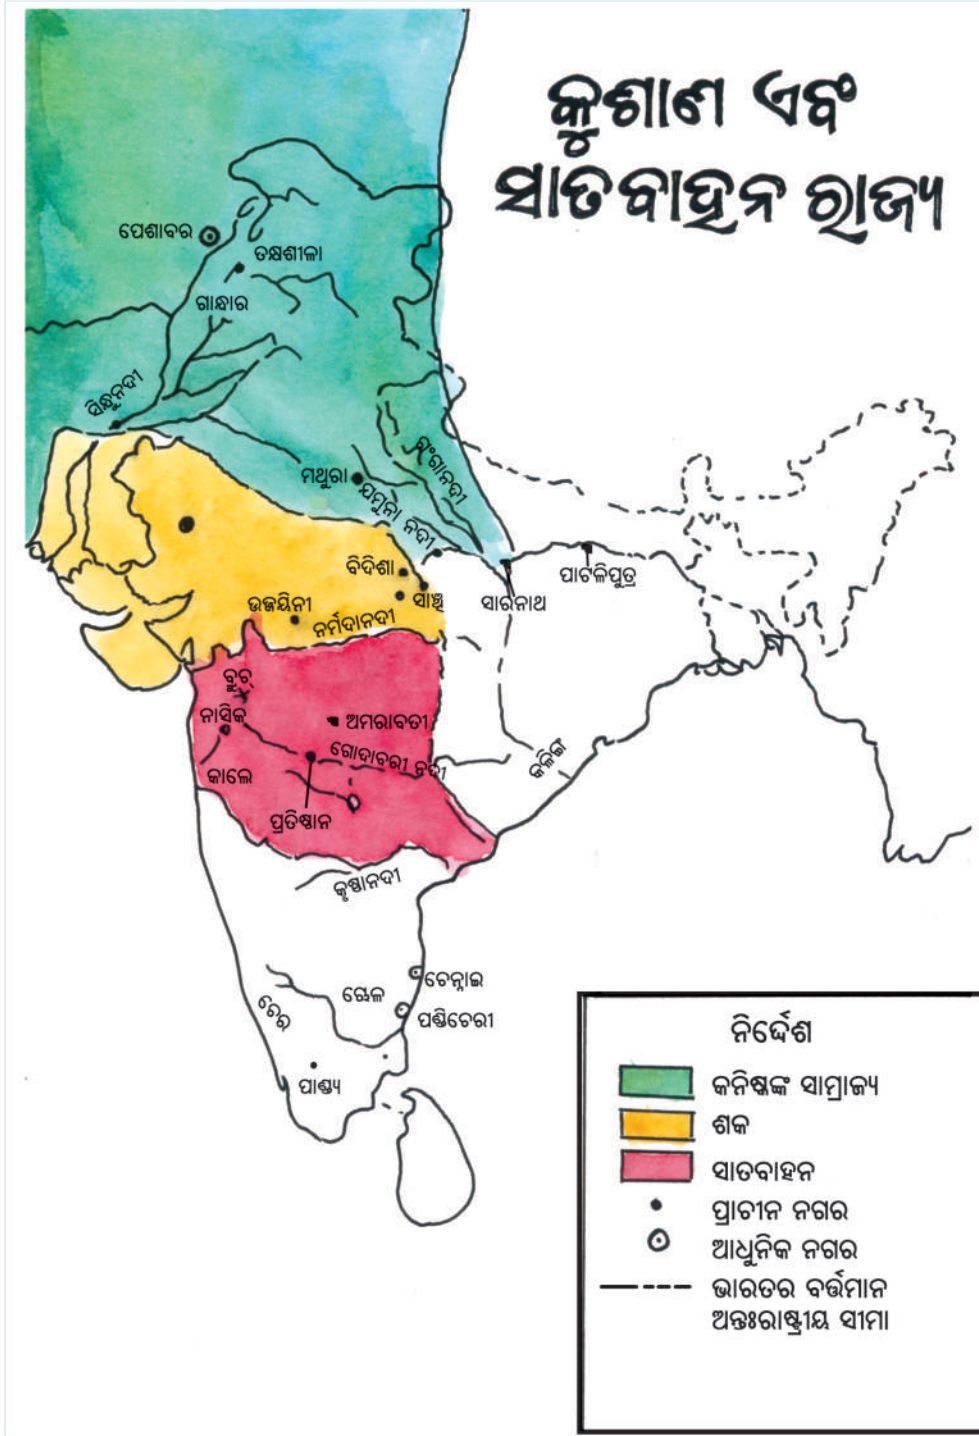 କୁଶାଣ ଏବଂ
ସାତବାହନ ରାଜ୍ୟ
ପେଶାବର
ତକ୍ଷଶୀଳା
ଗାନ୍ଧାର
ସିନ୍ଧୁନଦୀ
ଗଂଗାନଦୀ
ମଥୁରା
ଯମୁନା ନଦୀ
ବିଦିଶା
ପାଟଳିପୁତ୍ର
ସାଞ୍ଚି
ସାରନାଥ
ଉଜ୍ଜୟିନୀ
ନର୍ମଦାନଦୀ
ବ୍ରୁଚ୍
ନାସିକ
ଅମରାବତୀ
ଗୋଦାବରୀ ନଦୀ
କଳିଙ୍ଗ
କାଲେ
ପ୍ରତିଷ୍ଠାନ
କୃଷ୍ଣାନଦୀ
ଚେନ୍ନାଇ
ଚୋଳ
ଚେର
ପଣ୍ଡିଚେରୀ
ପାଣ୍ଡ୍ୟ
ନିର୍ଦ୍ଦେଶ
କନିଷ୍କଙ୍କ ସାମ୍ରାଜ୍ୟ
ଶକ
ସାତବାହନ
ପ୍ରାଚୀନ ନଗର
ଆଧୁନିକ ନଗର
ଭାରତର ବର୍ତ୍ତମାନ
ଅନ୍ତଃରାଷ୍ଟ୍ରୀୟ ସୀମା